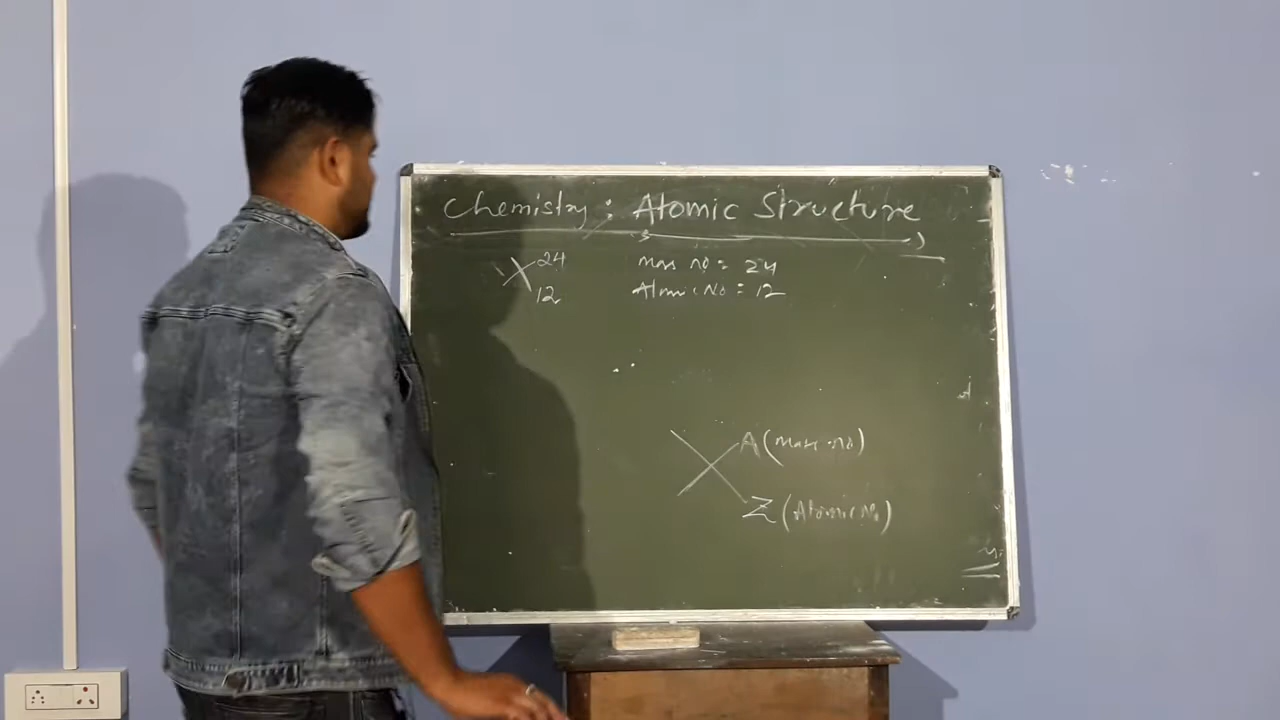 Chemistry: Atomic Structure
X 24 12
Mass no = 24
Atomic No = 12
X A (Mass no)
Z (Atomic No)